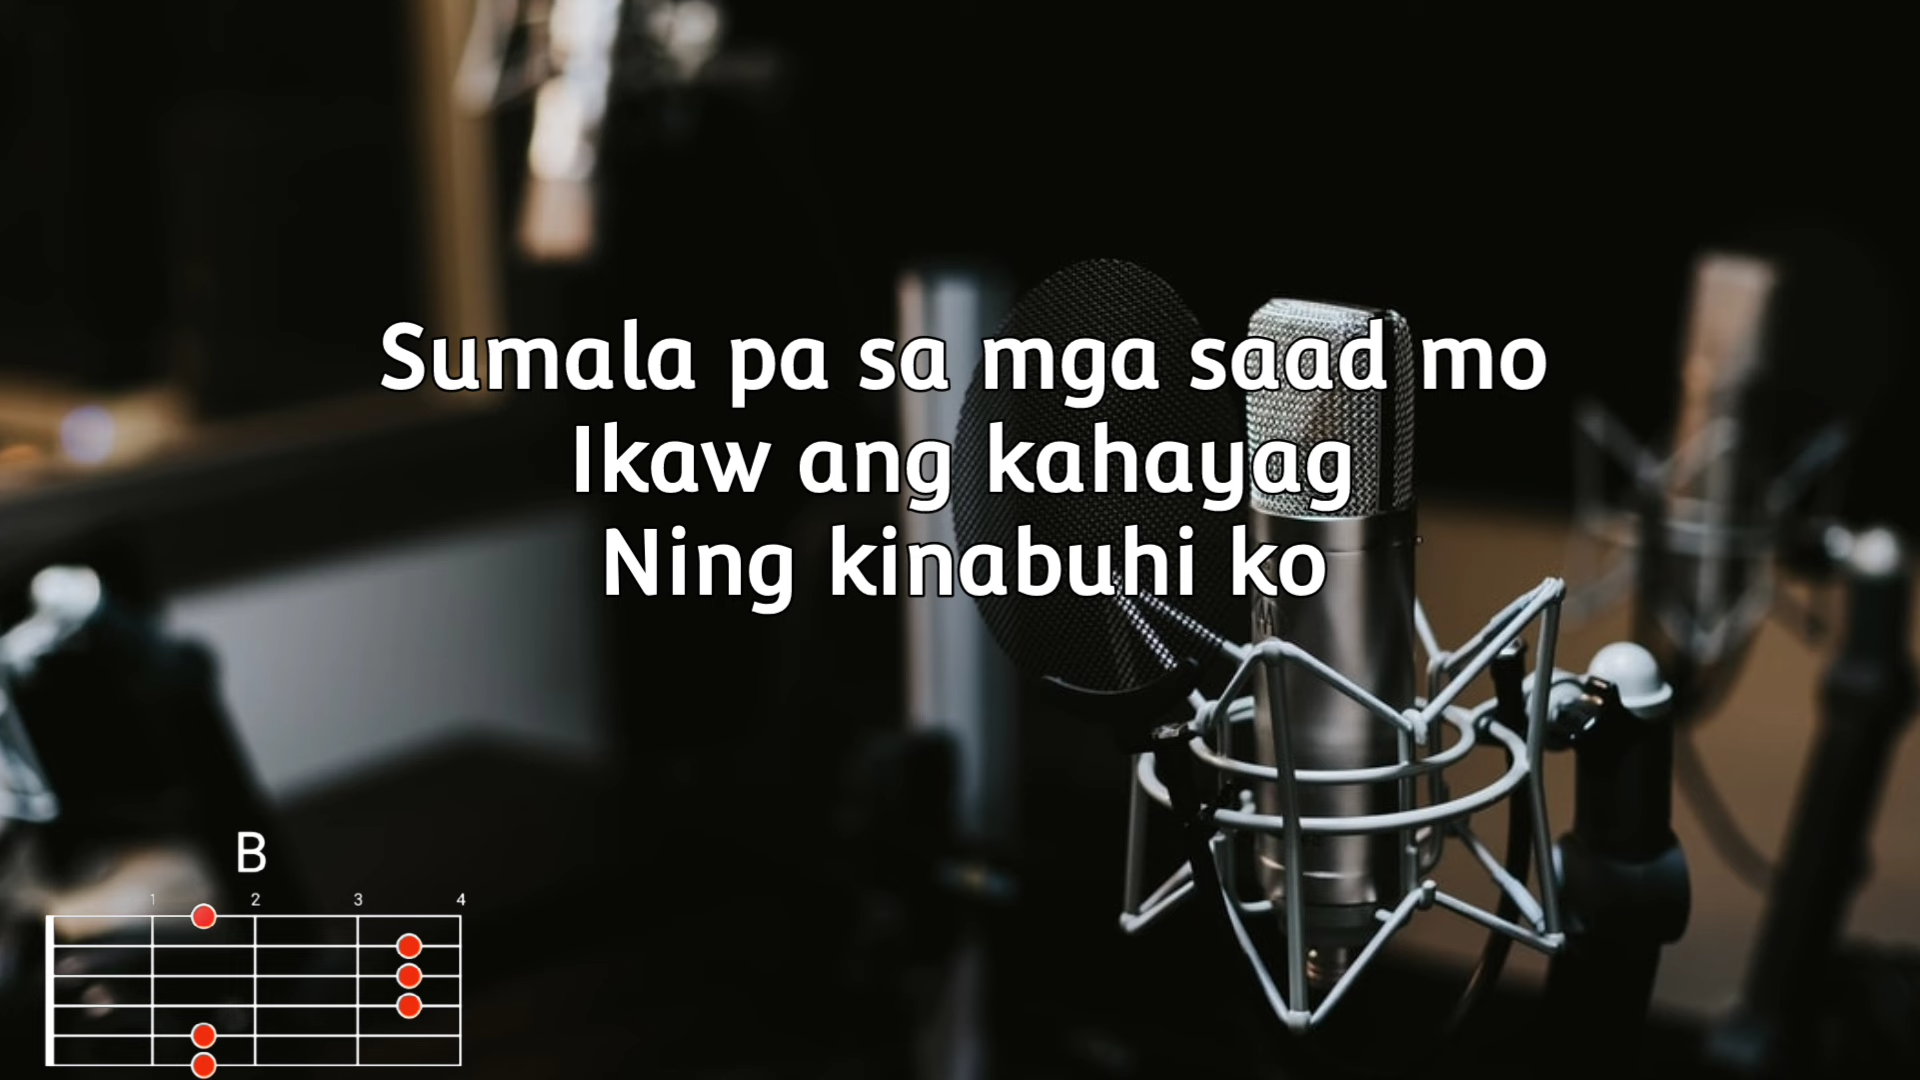 Sumala pa sa mga saad mo
Ikaw ang kahayag
Ning kinabuhi ko
B
1 2 3 4